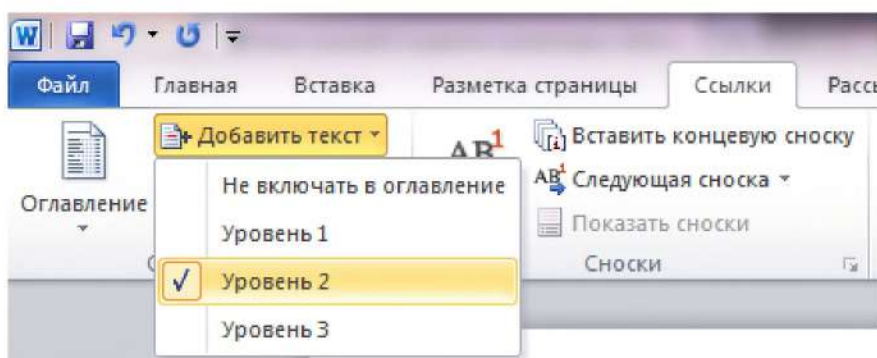 W
Файл Главная Вставка Разметка страницы Ссылки
Добавить текст AB1 Вставить концевую сноску
Не включать в оглавление AB1 Следующая сноска
Оглавление
Уровень 1 Показать сноски
Уровень 2 Сноски
Уровень 3